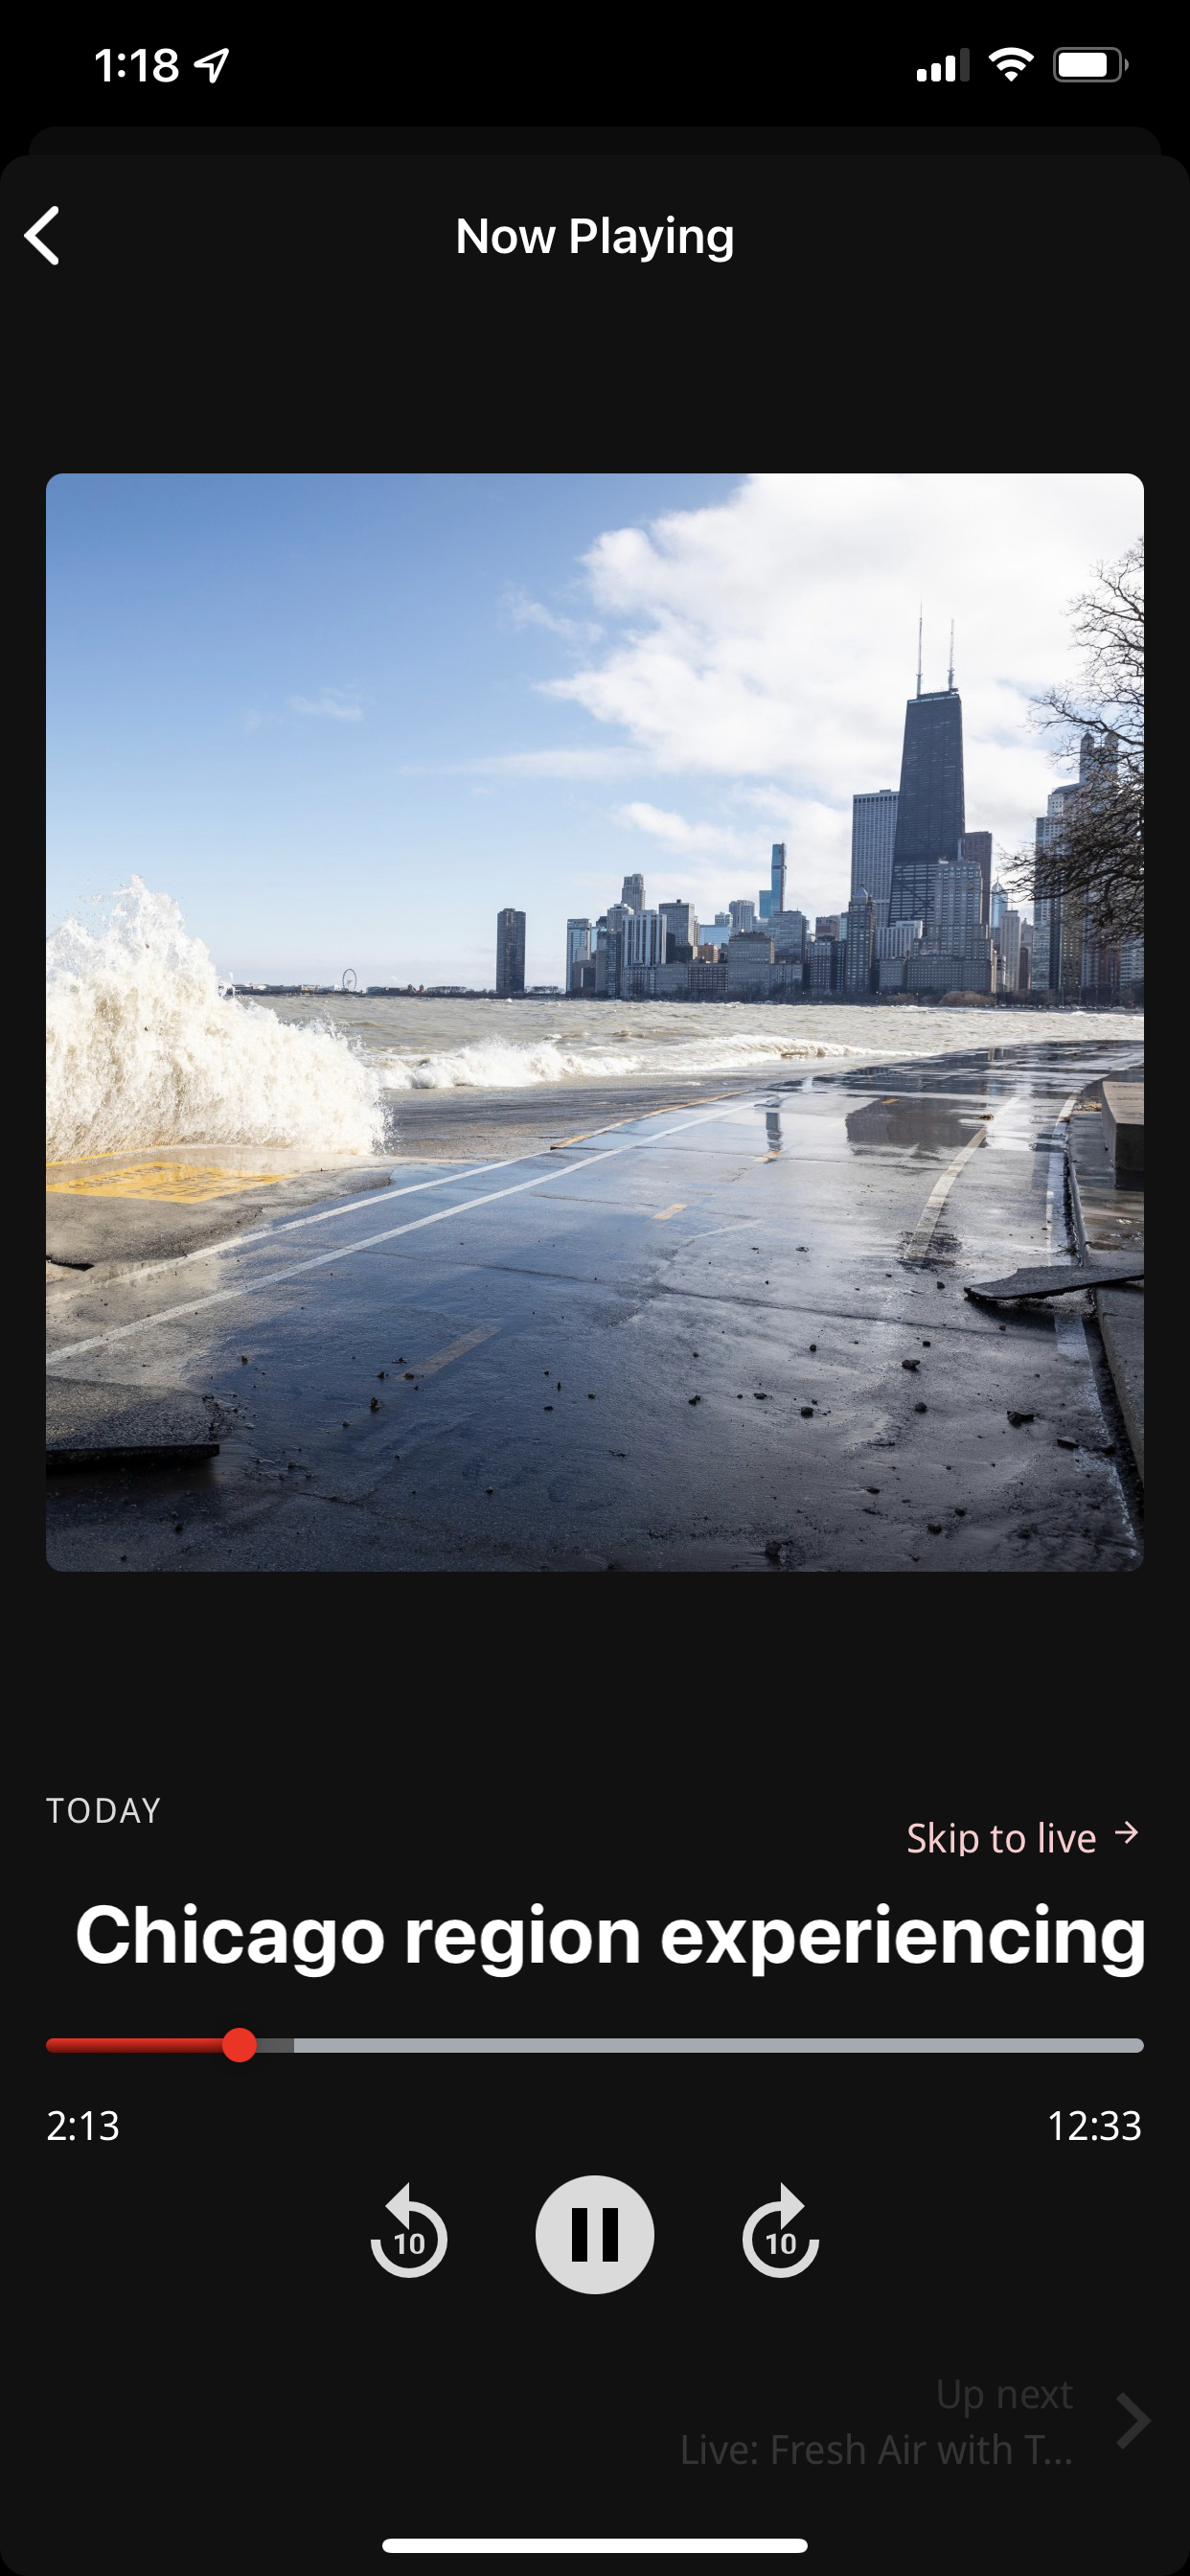 1:18
Now Playing
TODAY
Skip to live
Chicago region experiencing
2:13
12:33
10
10
Up next
Live: Fresh Air with T...